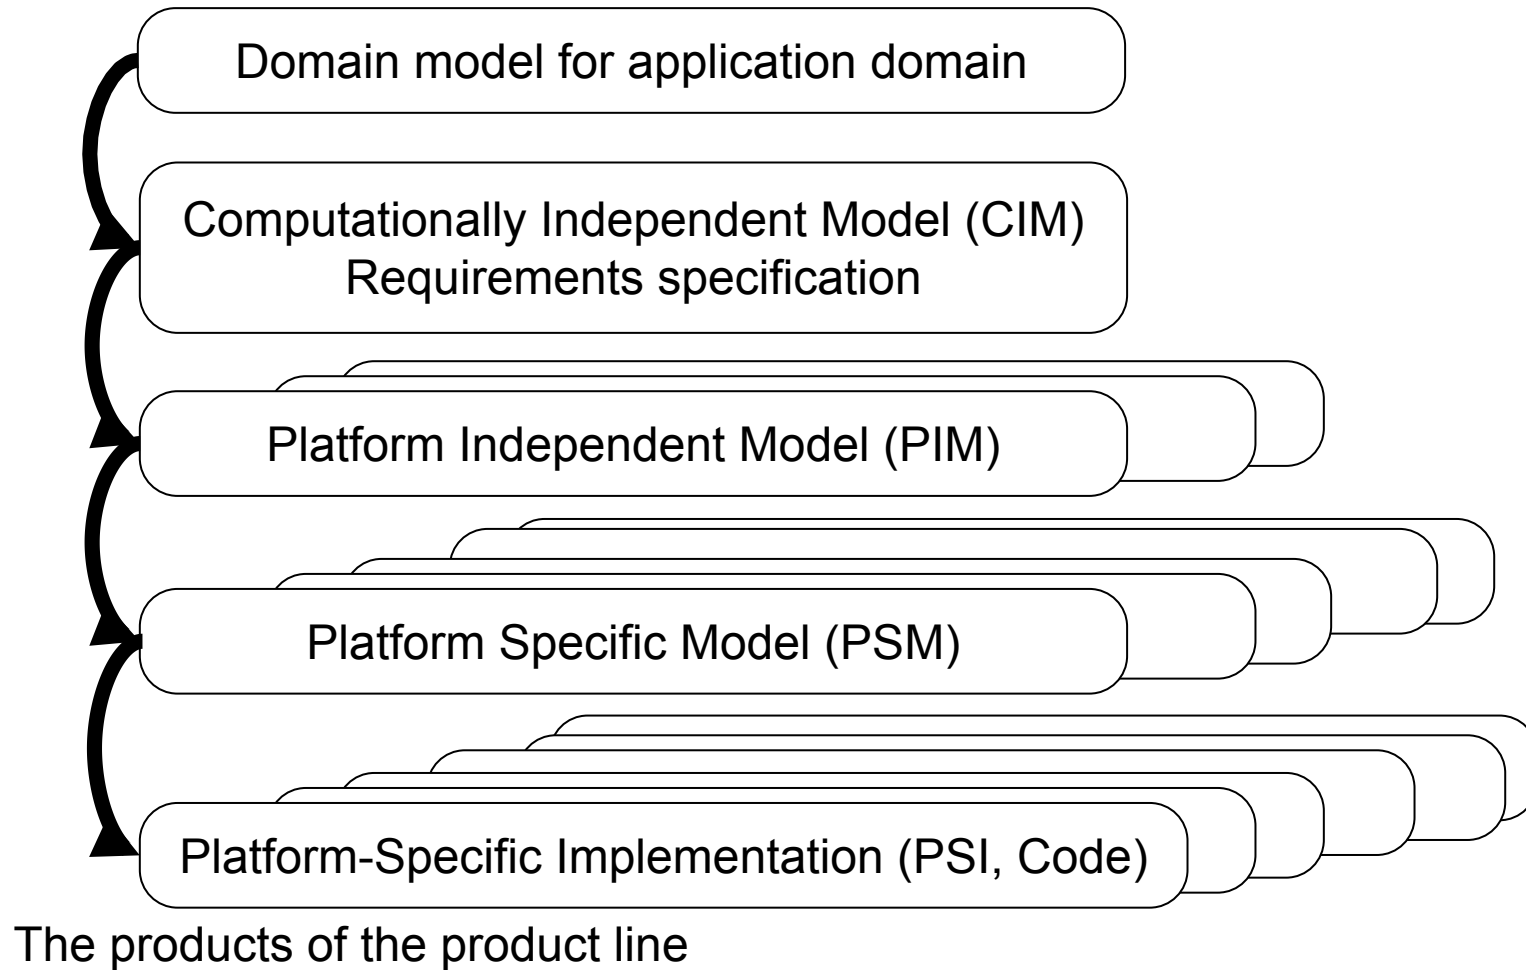 Domain model for application domain
Computationally Independent Model (CIM)
Requirements specification
Platform Independent Model (PIM)
Platform Specific Model (PSM)
Platform-Specific Implementation (PSI, Code)
The products of the product line